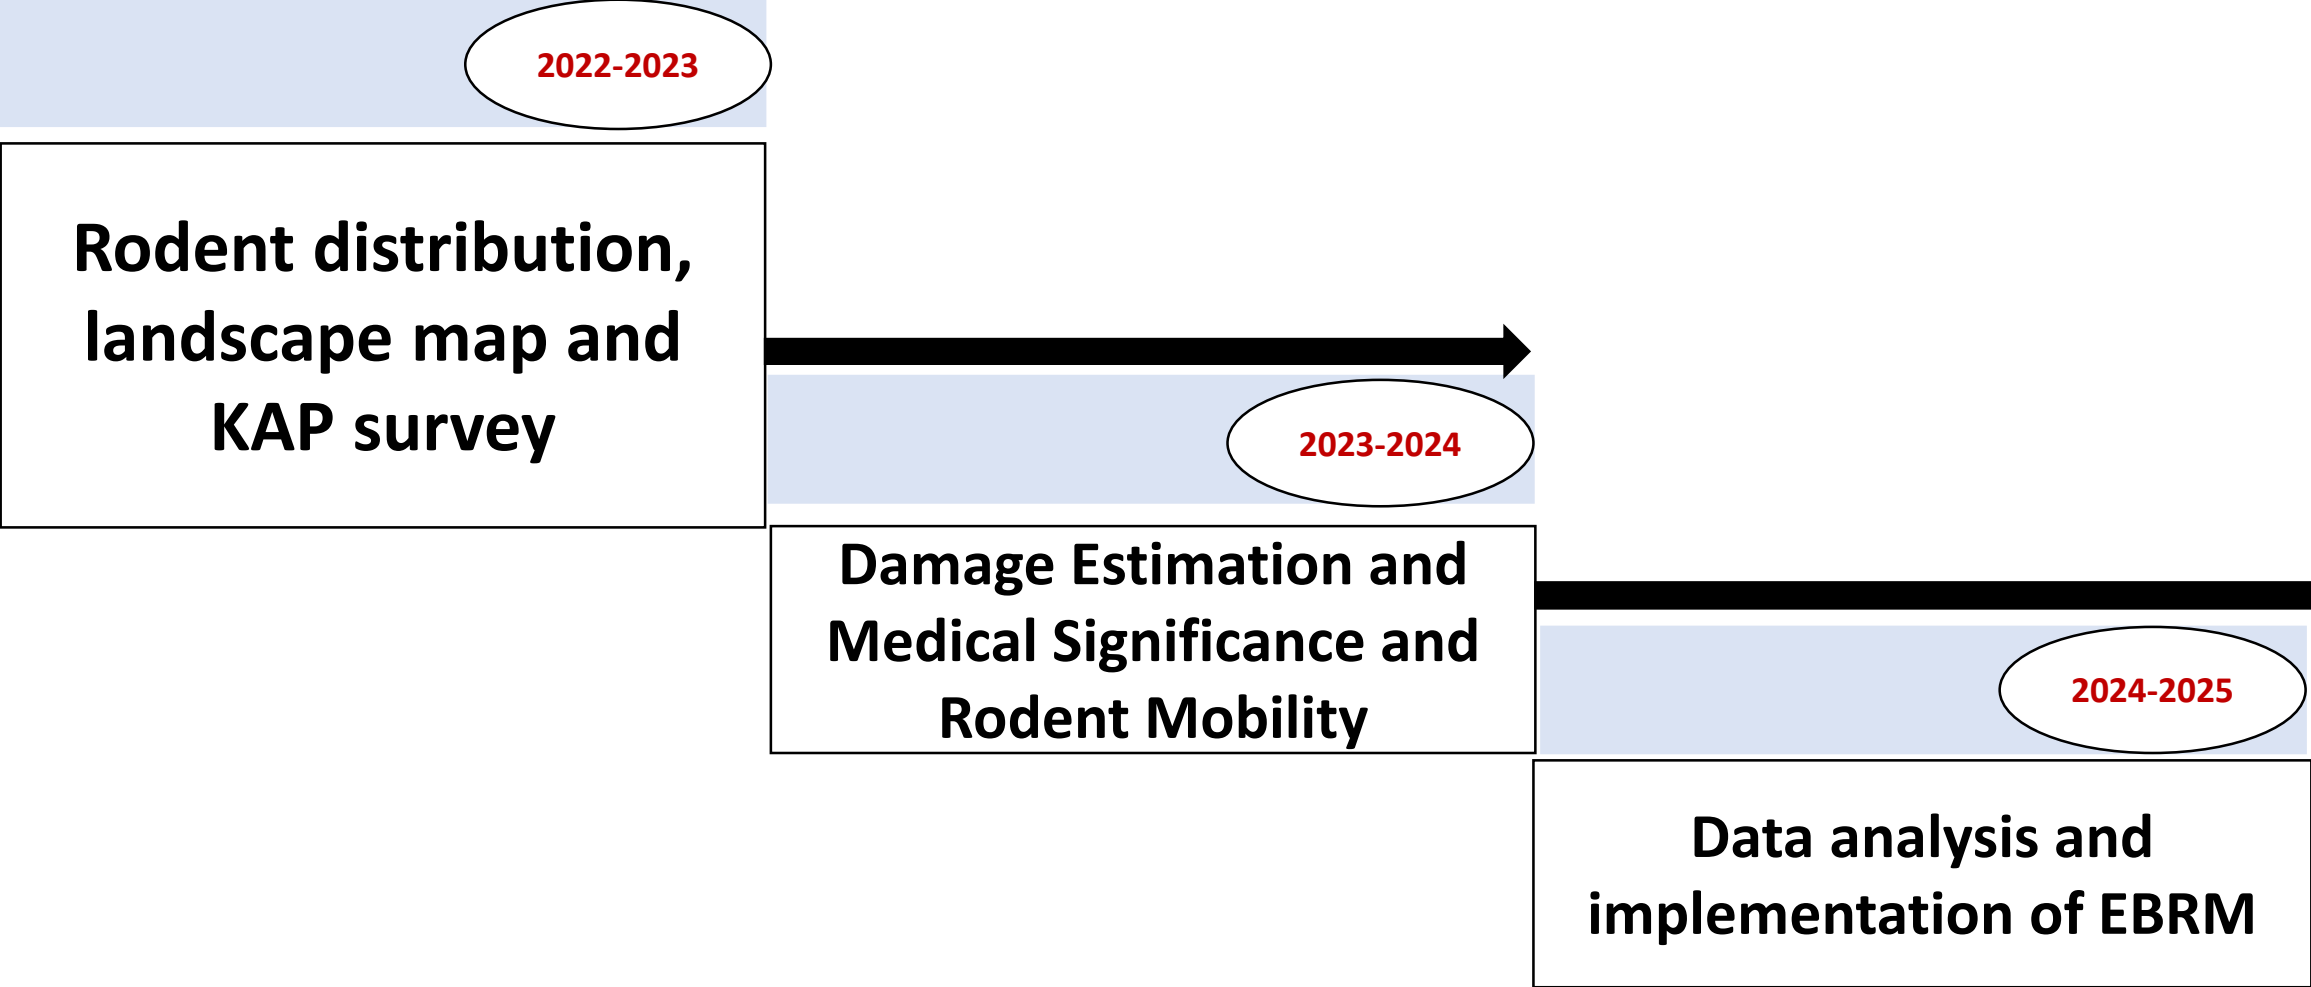 2022-2023
Rodent distribution,
landscape map and
KAP survey
2023-2024
Damage Estimation and
Medical Significance and
Rodent Mobility
2024-2025
Data analysis and
implementation of EBRM